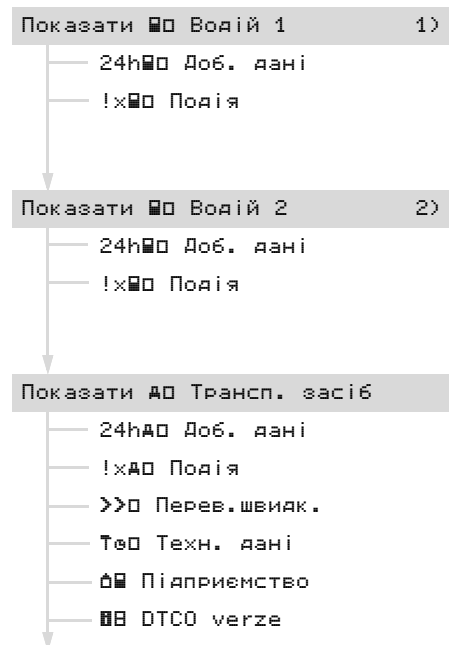 Показати Водій 1 1)
24h Доб. дані
!x Подія
Показати Водій 2 2)
24h Доб. дані
!x Подія
Показати Трансп. засіб
24h Доб. дані
!x Подія
>> Перев.швидк.
Техн. дані
Підприємство
DTCO verze